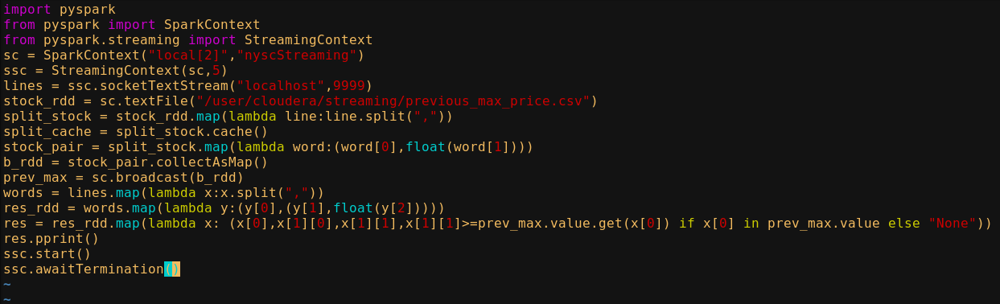 import pyspark
from pyspark import SparkContext
from pyspark.streaming import StreamingContext
sc = SparkContext("local[2]","nyscStreaming")
ssc = StreamingContext(sc,5)
lines = ssc.socketTextStream("localhost",9999)
stock_rdd = sc.textFile("/user/cloudera/streaming/previous_max_price.csv")
split_stock = stock_rdd.map(lambda line:line.split(","))
split_cache = split_stock.cache()
stock_pair = split_stock.map(lambda word:(word[0],float(word[1])))
b_rdd = stock_pair.collectAsMap()
prev_max = sc.broadcast(b_rdd)
words = lines.map(lambda x:x.split(","))
res_rdd = words.map(lambda y:(y[0],(y[1],float(y[2]))))
res = res_rdd.map(lambda x: (x[0],x[1][0],x[1][1],x[1][1]>=prev_max.value.get(x[0]) if x[0] in prev_max.value else "None"))
res.pprint()
ssc.start()
ssc.awaitTermination()
~
~